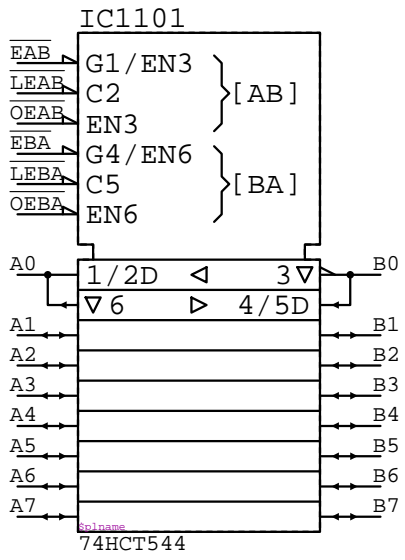 IC1101
EAB
G1/EN3
LEAB
C2
[AB]
OEAB
EN3
EBA
G4/EN6
LEBA
C5
[BA]
OEBA
EN6
A0 1/2D 3 B0
6 4/5D
A1 B1
A2 B2
A3 B3
A4 B4
A5 B5
A6 B6
A7 B7
$plname
74HCT544